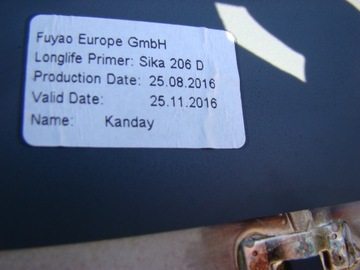 Fuyao Europe GmbH
Longlife Primer: Sika 206 D
Production Date: 25.08.2016
Valid Date: 25.11.2016
Name: Kanday